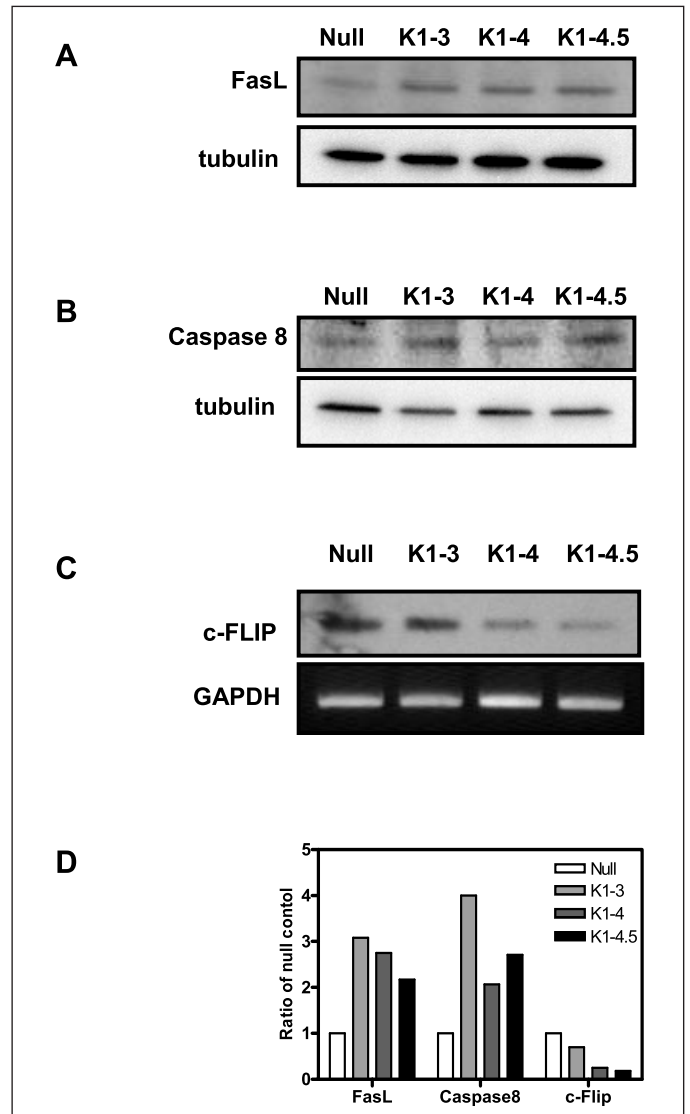 A
Null K1-3 K1-4 K1-4.5
FasL
tubulin
B
Null K1-3 K1-4 K1-4.5
Caspase 8
tubulin
C
Null K1-3 K1-4 K1-4.5
c-FLIP
GAPDH
D
Ratio of null contol
5
4
3
2
1
0
Null
K1-3
K1-4
K1-4.5
FasL Caspase8 c-Flip